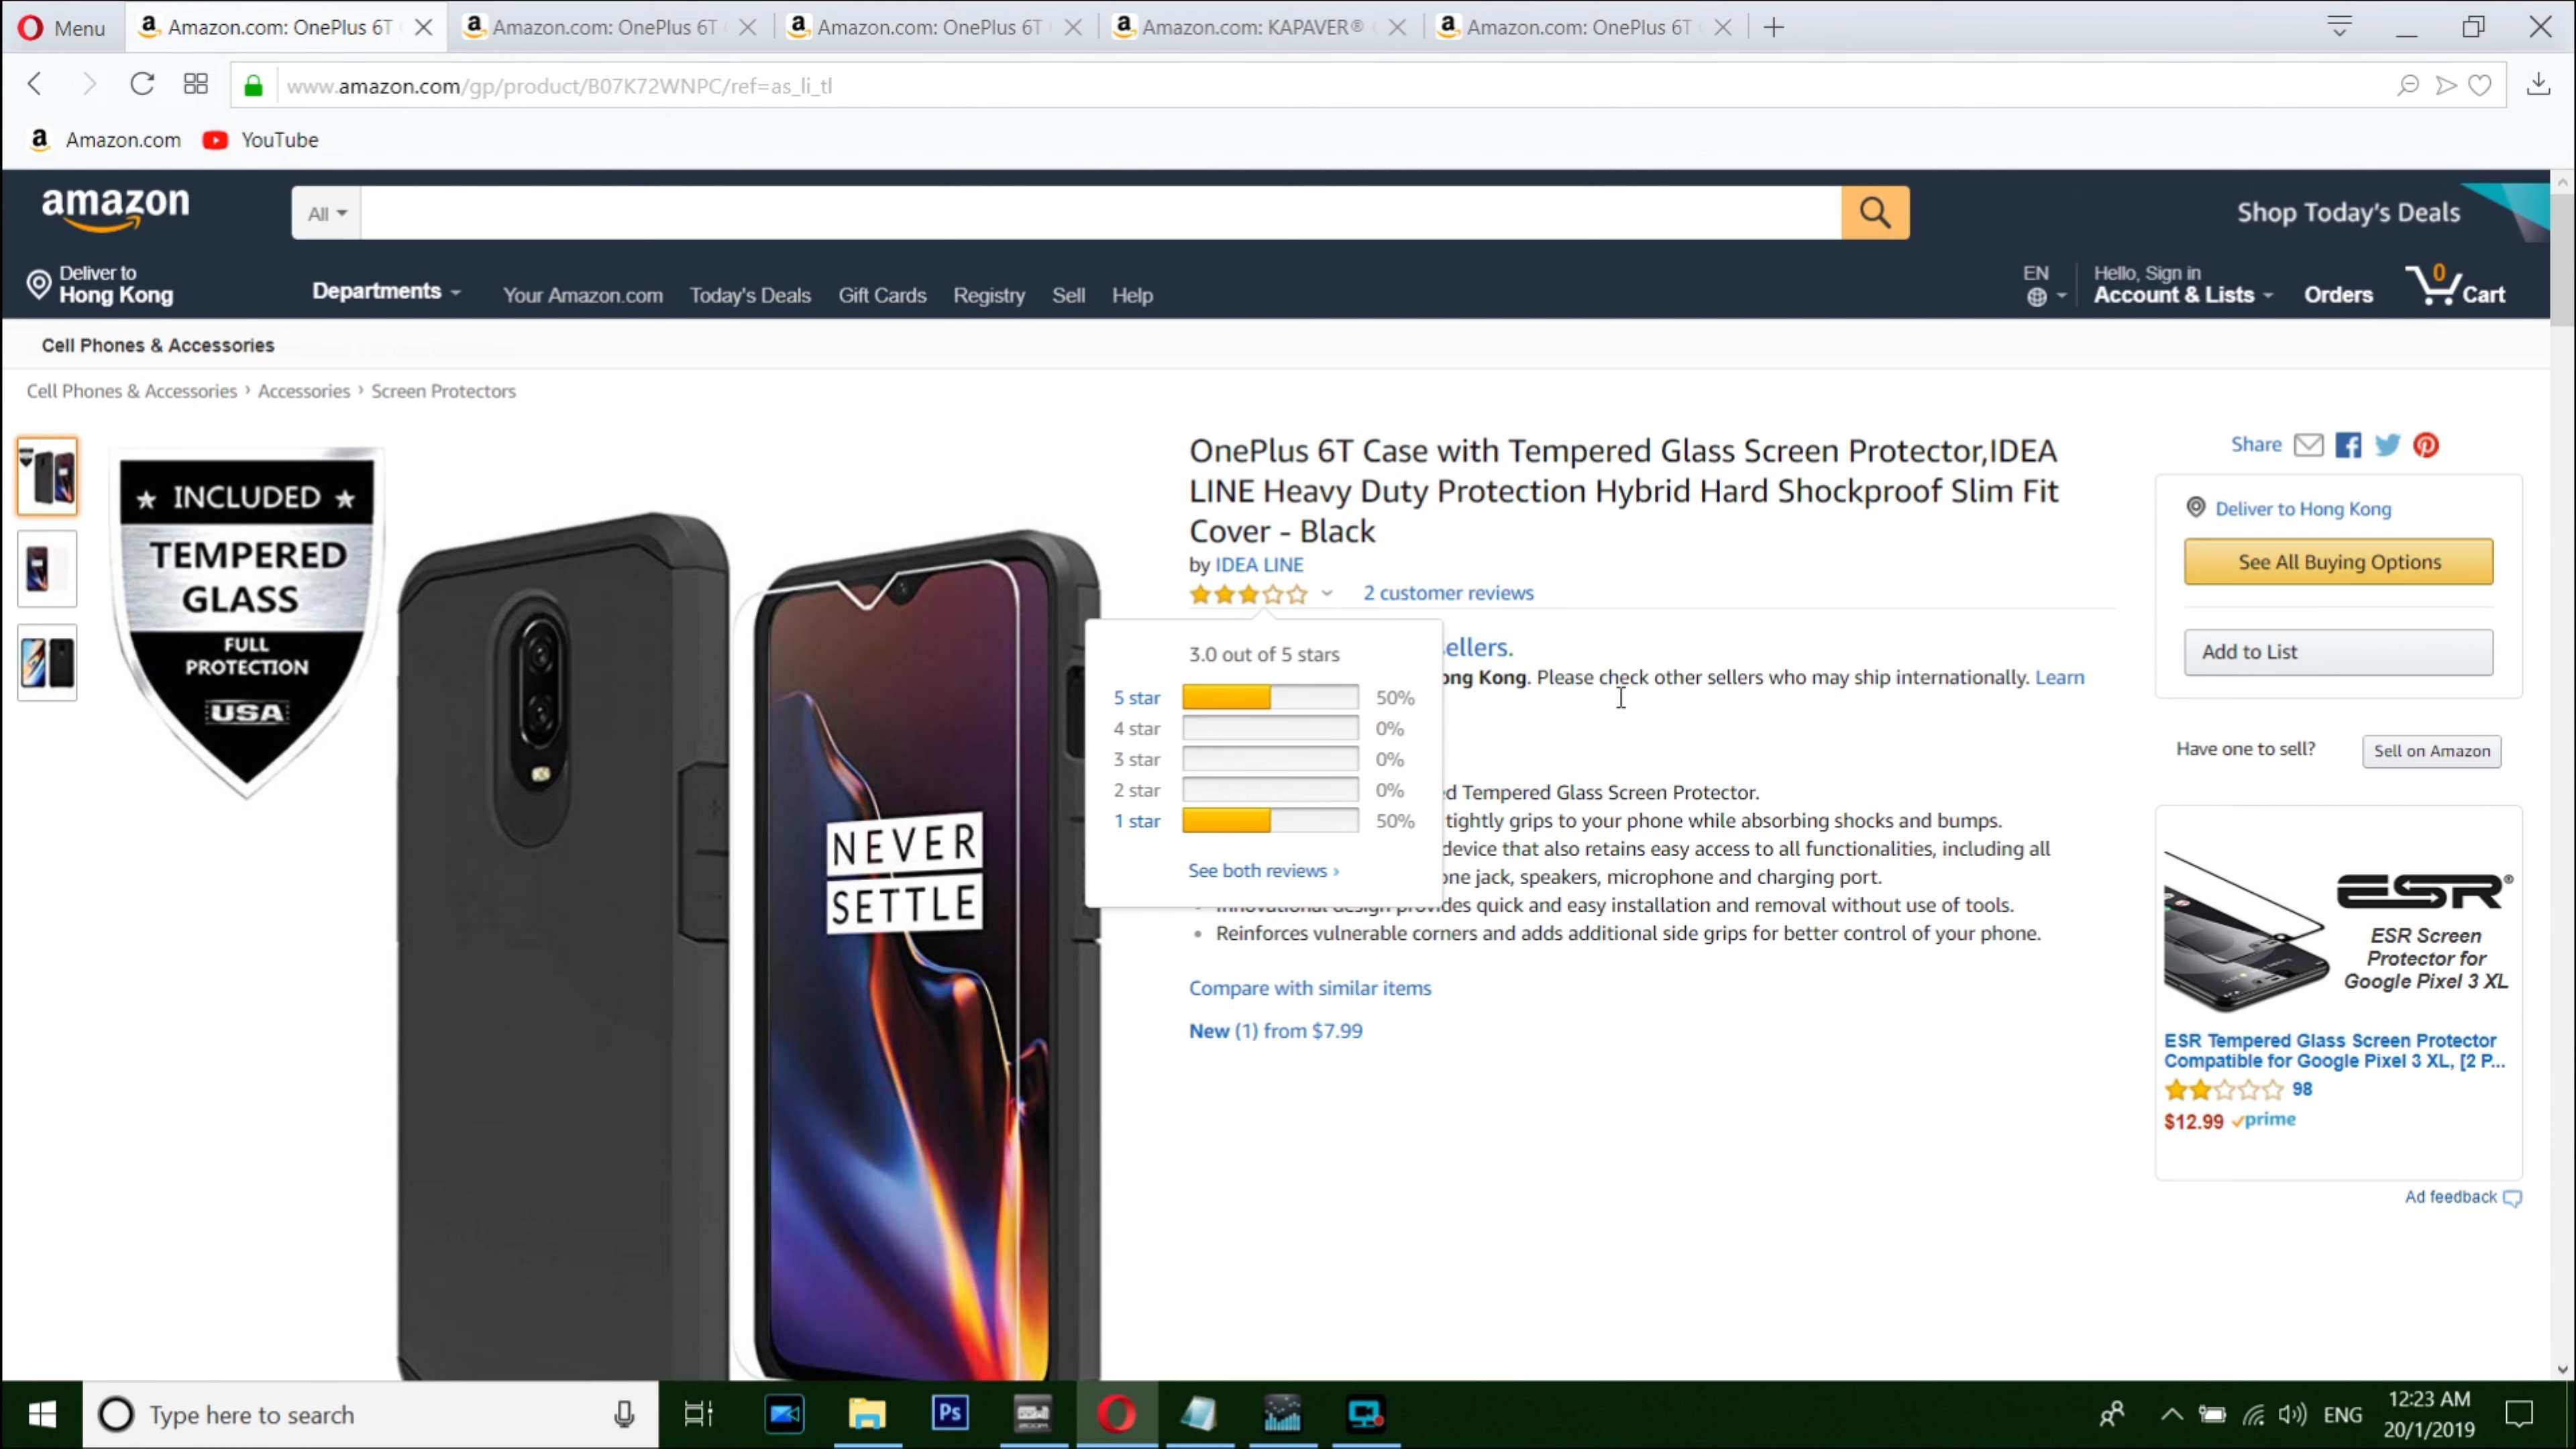 Menu
Amazon.com: OnePlus 6T
Amazon.com: OnePlus 6T
Amazon.com: OnePlus 6T
Amazon.com: KAPAVER®
Amazon.com: OnePlus 6T
www.amazon.com/gp/product/B07K72WNPC/ref=as_li_tl
Amazon.com
YouTube
amazon
All
Shop Today's Deals
Deliver to
Hong Kong
Departments
Your Amazon.com
Today's Deals
Gift Cards
Registry
Sell
Help
EN
Hello, Sign in
Account & Lists
Orders
0
Cart
Cell Phones & Accessories
Cell Phones & Accessories › Accessories › Screen Protectors
INCLUDED
TEMPERED
GLASS
FULL
PROTECTION
USA
NEVER
SETTLE
OnePlus 6T Case with Tempered Glass Screen Protector,IDEA
LINE Heavy Duty Protection Hybrid Hard Shockproof Slim Fit
Cover - Black
by IDEA LINE
2 customer reviews
ellers.
ong Kong. Please check other sellers who may ship internationally. Learn
3.0 out of 5 stars
5 star 50%
4 star 0%
3 star 0%
2 star 0%
1 star 50%
See both reviews ›
d Tempered Glass Screen Protector.
tightly grips to your phone while absorbing shocks and bumps.
device that also retains easy access to all functionalities, including all
one jack, speakers, microphone and charging port.
Innovational design provides quick and easy installation and removal without use of tools.
Reinforces vulnerable corners and adds additional side grips for better control of your phone.
Compare with similar items
New (1) from $7.99
Share
Deliver to Hong Kong
See All Buying Options
Add to List
Have one to sell?
Sell on Amazon
ESR®
ESR Screen
Protector for
Google Pixel 3 XL
ESR Tempered Glass Screen Protector
Compatible for Google Pixel 3 XL, [2 P...
98
$12.99 prime
Ad feedback
Type here to search
Ps
ENG
12:23 AM
20/1/2019